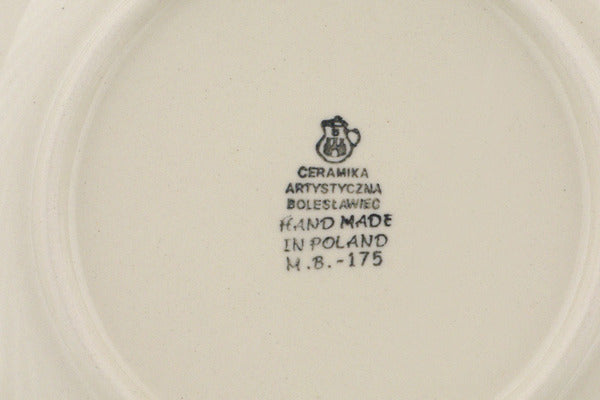 b
CERAMIKA
ARTYSTYCZNA
BOLESŁAWIEC
HAND MADE
IN POLAND
M.B.-175